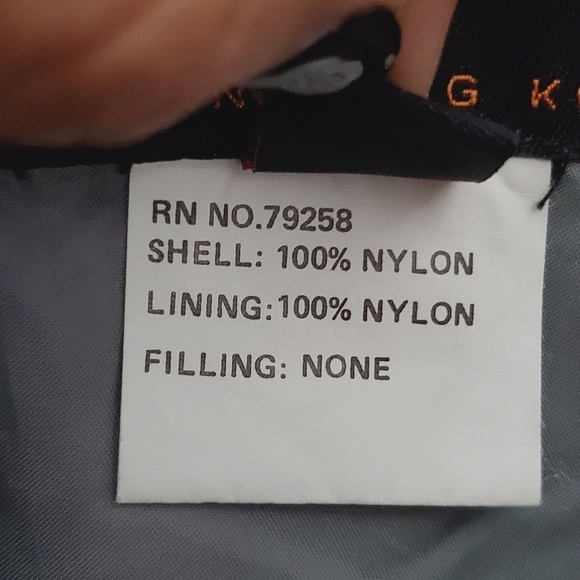 N G K
RN NO.79258
SHELL: 100% NYLON
LINING:100% NYLON
FILLING: NONE